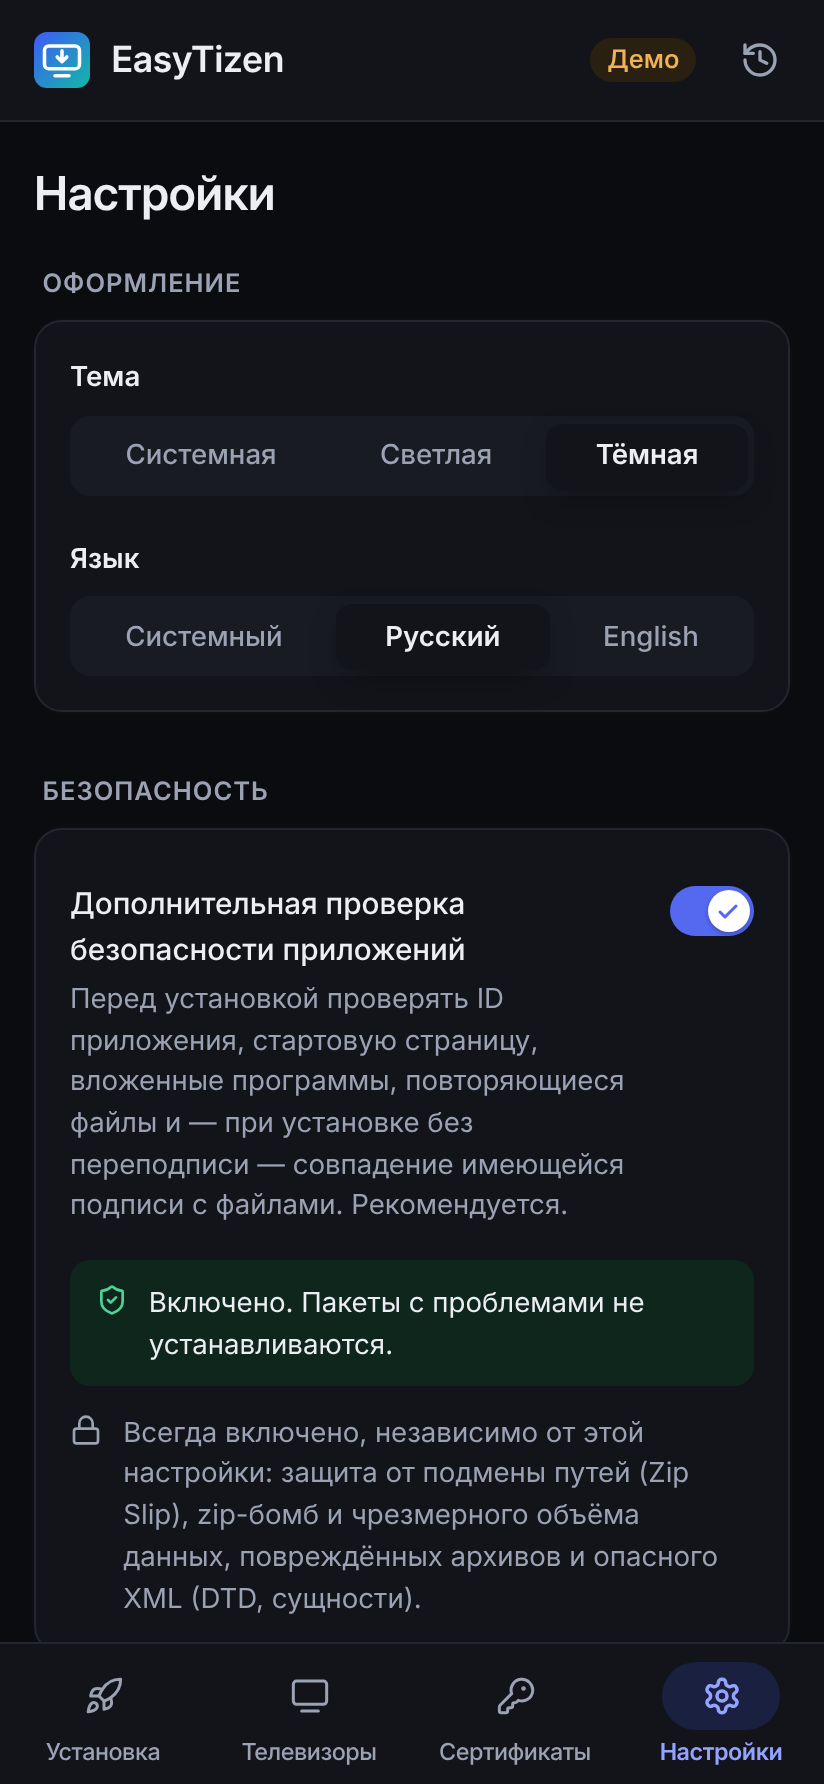 EasyTizen
Демо
Настройки
ОФОРМЛЕНИЕ
Тема
Системная
Светлая
Тёмная
Язык
Системный
Русский
English
БЕЗОПАСНОСТЬ
Дополнительная проверка
безопасности приложений
Перед установкой проверять ID
приложения, стартовую страницу,
вложенные программы, повторяющиеся
файлы и — при установке без
переподписи — совпадение имеющейся
подписи с файлами. Рекомендуется.
Включено. Пакеты с проблемами не
устанавливаются.
Всегда включено, независимо от этой
настройки: защита от подмены путей (Zip
Slip), zip-бомб и чрезмерного объёма
данных, повреждённых архивов и опасного
XML (DTD, сущности).
Установка
Телевизоры
Сертификаты
Настройки